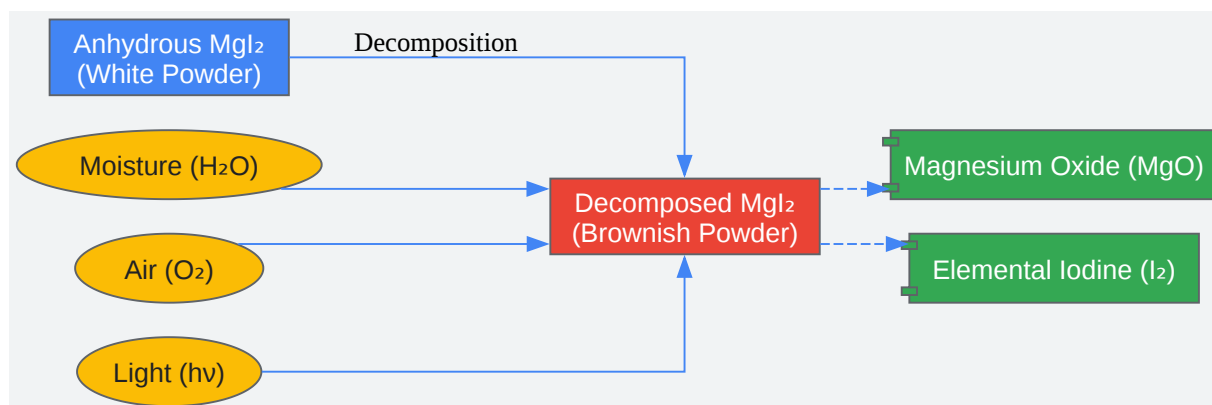 Anhydrous MgI₂
(White Powder)
Decomposition
Moisture (H₂O)
Magnesium Oxide (MgO)
Decomposed MgI₂
(Brownish Powder)
Air (O₂)
Elemental Iodine (I₂)
Light (hν)